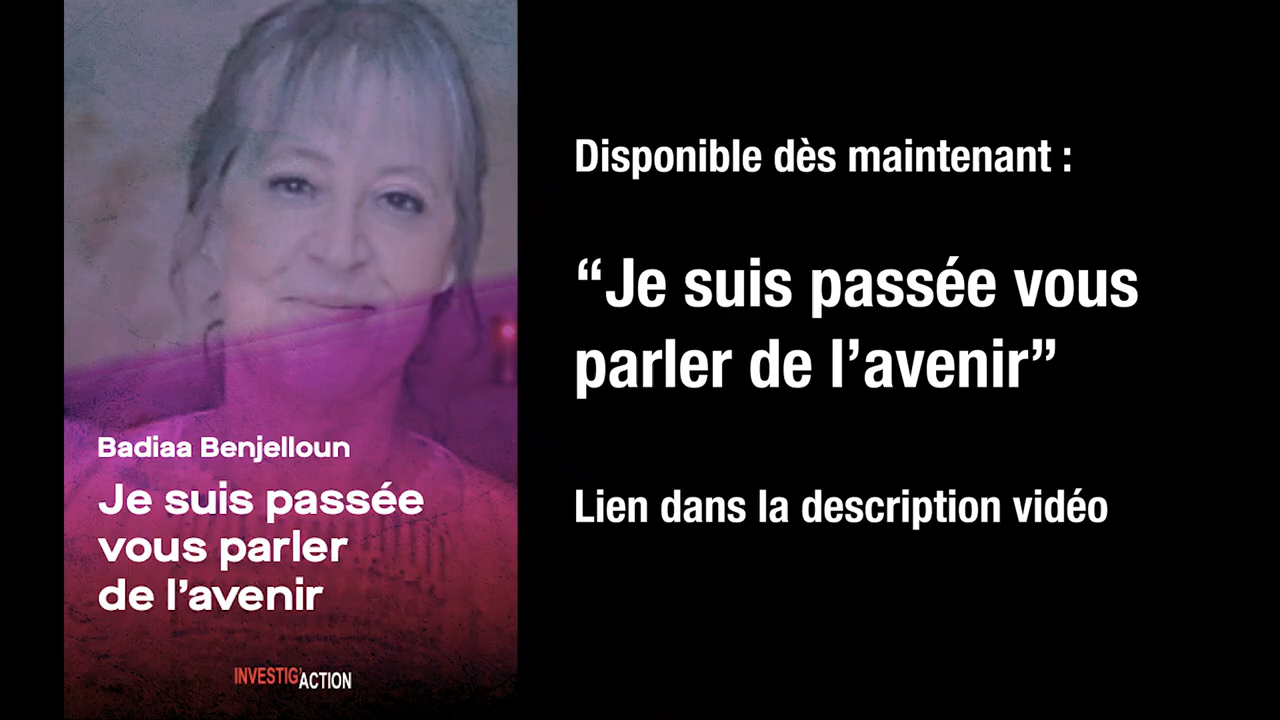 Badiaa Benjelloun
Je suis passée
vous parler
de l’avenir
INVESTIG’ACTION
Disponible dès maintenant :
“Je suis passée vous
parler de l’avenir”
Lien dans la description vidéo